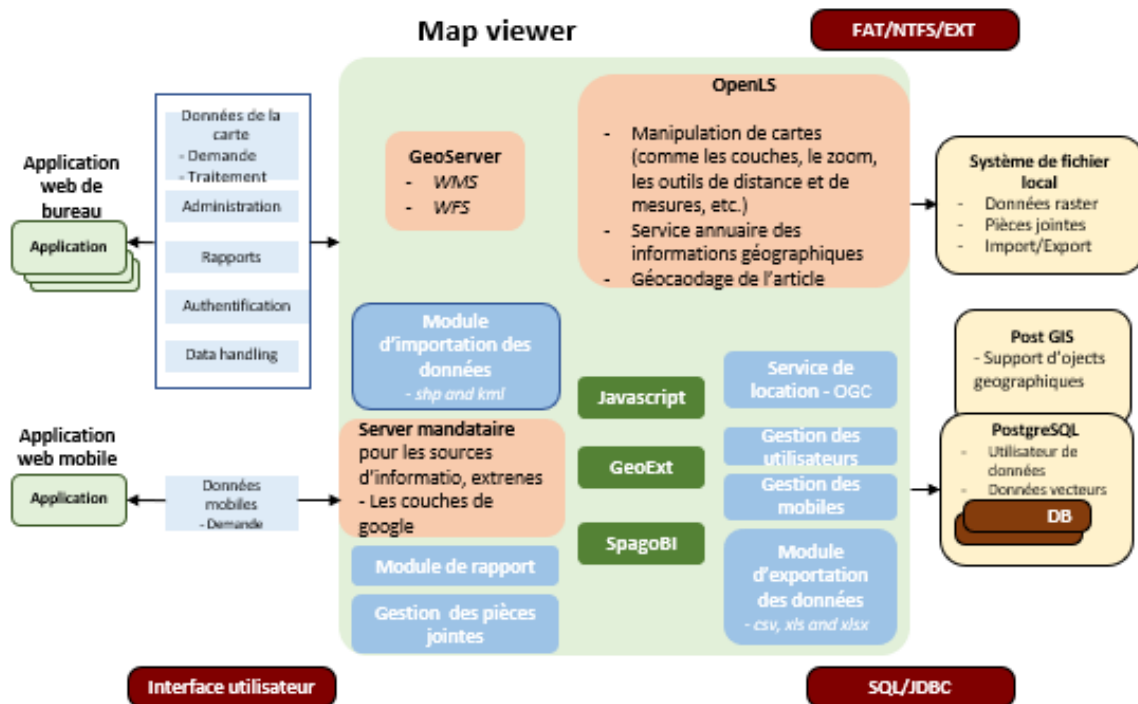 Map viewer
FAT/NTFS/EXT
Application
web de
bureau
Application
Données de la
carte
- Demande
- Traitement
Administration
Rapports
Authentification
Data handling
GeoServer
- WMS
- WFS
OpenLS
- Manipulation de cartes
(comme les couches, le zoom,
les outils de distance et de
mesures, etc.)
- Service annuaire des
informations géographiques
- Géocaodage de l'article
Système de fichier
local
- Données raster
- Pièces jointes
- Import/Export
Module
d'importation des
données
- shp and kml
Javascript
GeoExt
SpagoBI
Service de
location - OGC
Gestion des
utilisateurs
Gestion des
mobiles
Module
d'exportation
des données
- csv, xls and xlsx
Post GIS
- Support d'ojects
geographiques
PostgreSQL
- Utilisateur de
données
- Données vecteurs
DB
Application
web mobile
Application
Données
mobiles
- Demande
Server mandataire
pour les sources
d'informatio, extrenes
- Les couches de
google
Module de rapport
Gestion des pièces
jointes
Interface utilisateur
SQL/JDBC